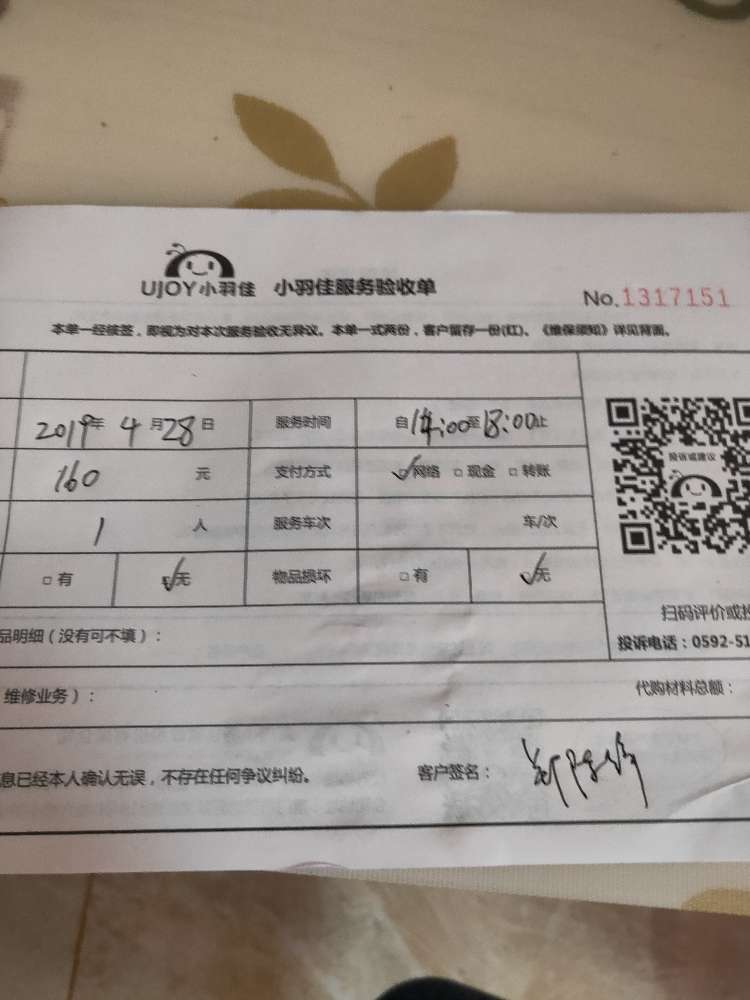 UJOY小羽佳 小羽佳服务验收单
No.1317151
本单一经续签，即视为对本次服务验收无异议。本单一式两份，客户留存一份(红)。《维保须知》详见背面。
2019年 4月28日 服务时间 自14:00至18:00止
投诉或建议
160 元 支付方式 ☑网络 □现金 □转账
1 人 服务车次 车/次
□有 ☑无 物品损坏 □有 ☑无
扫码评价或投
品明细（没有可不填）：
投诉电话：0592-51
维修业务）：
代购材料总额：
息已经本人确认无误，不存在任何争议纠纷。 客户签名：